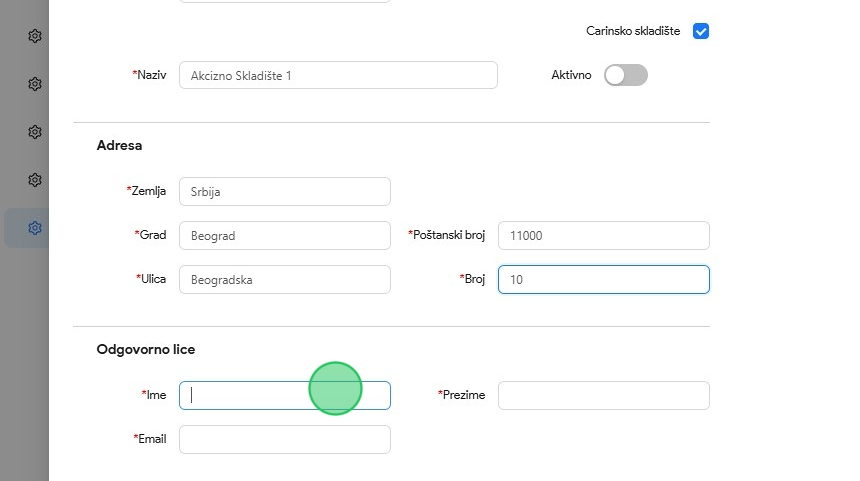 Carinsko skladište
*Naziv Akcizno Skladište 1 Aktivno
Adresa
*Zemlja Srbija
*Grad Beograd *Poštanski broj 11000
*Ulica Beogradska *Broj 10
Odgovorno lice
*Ime *Prezime
*Email